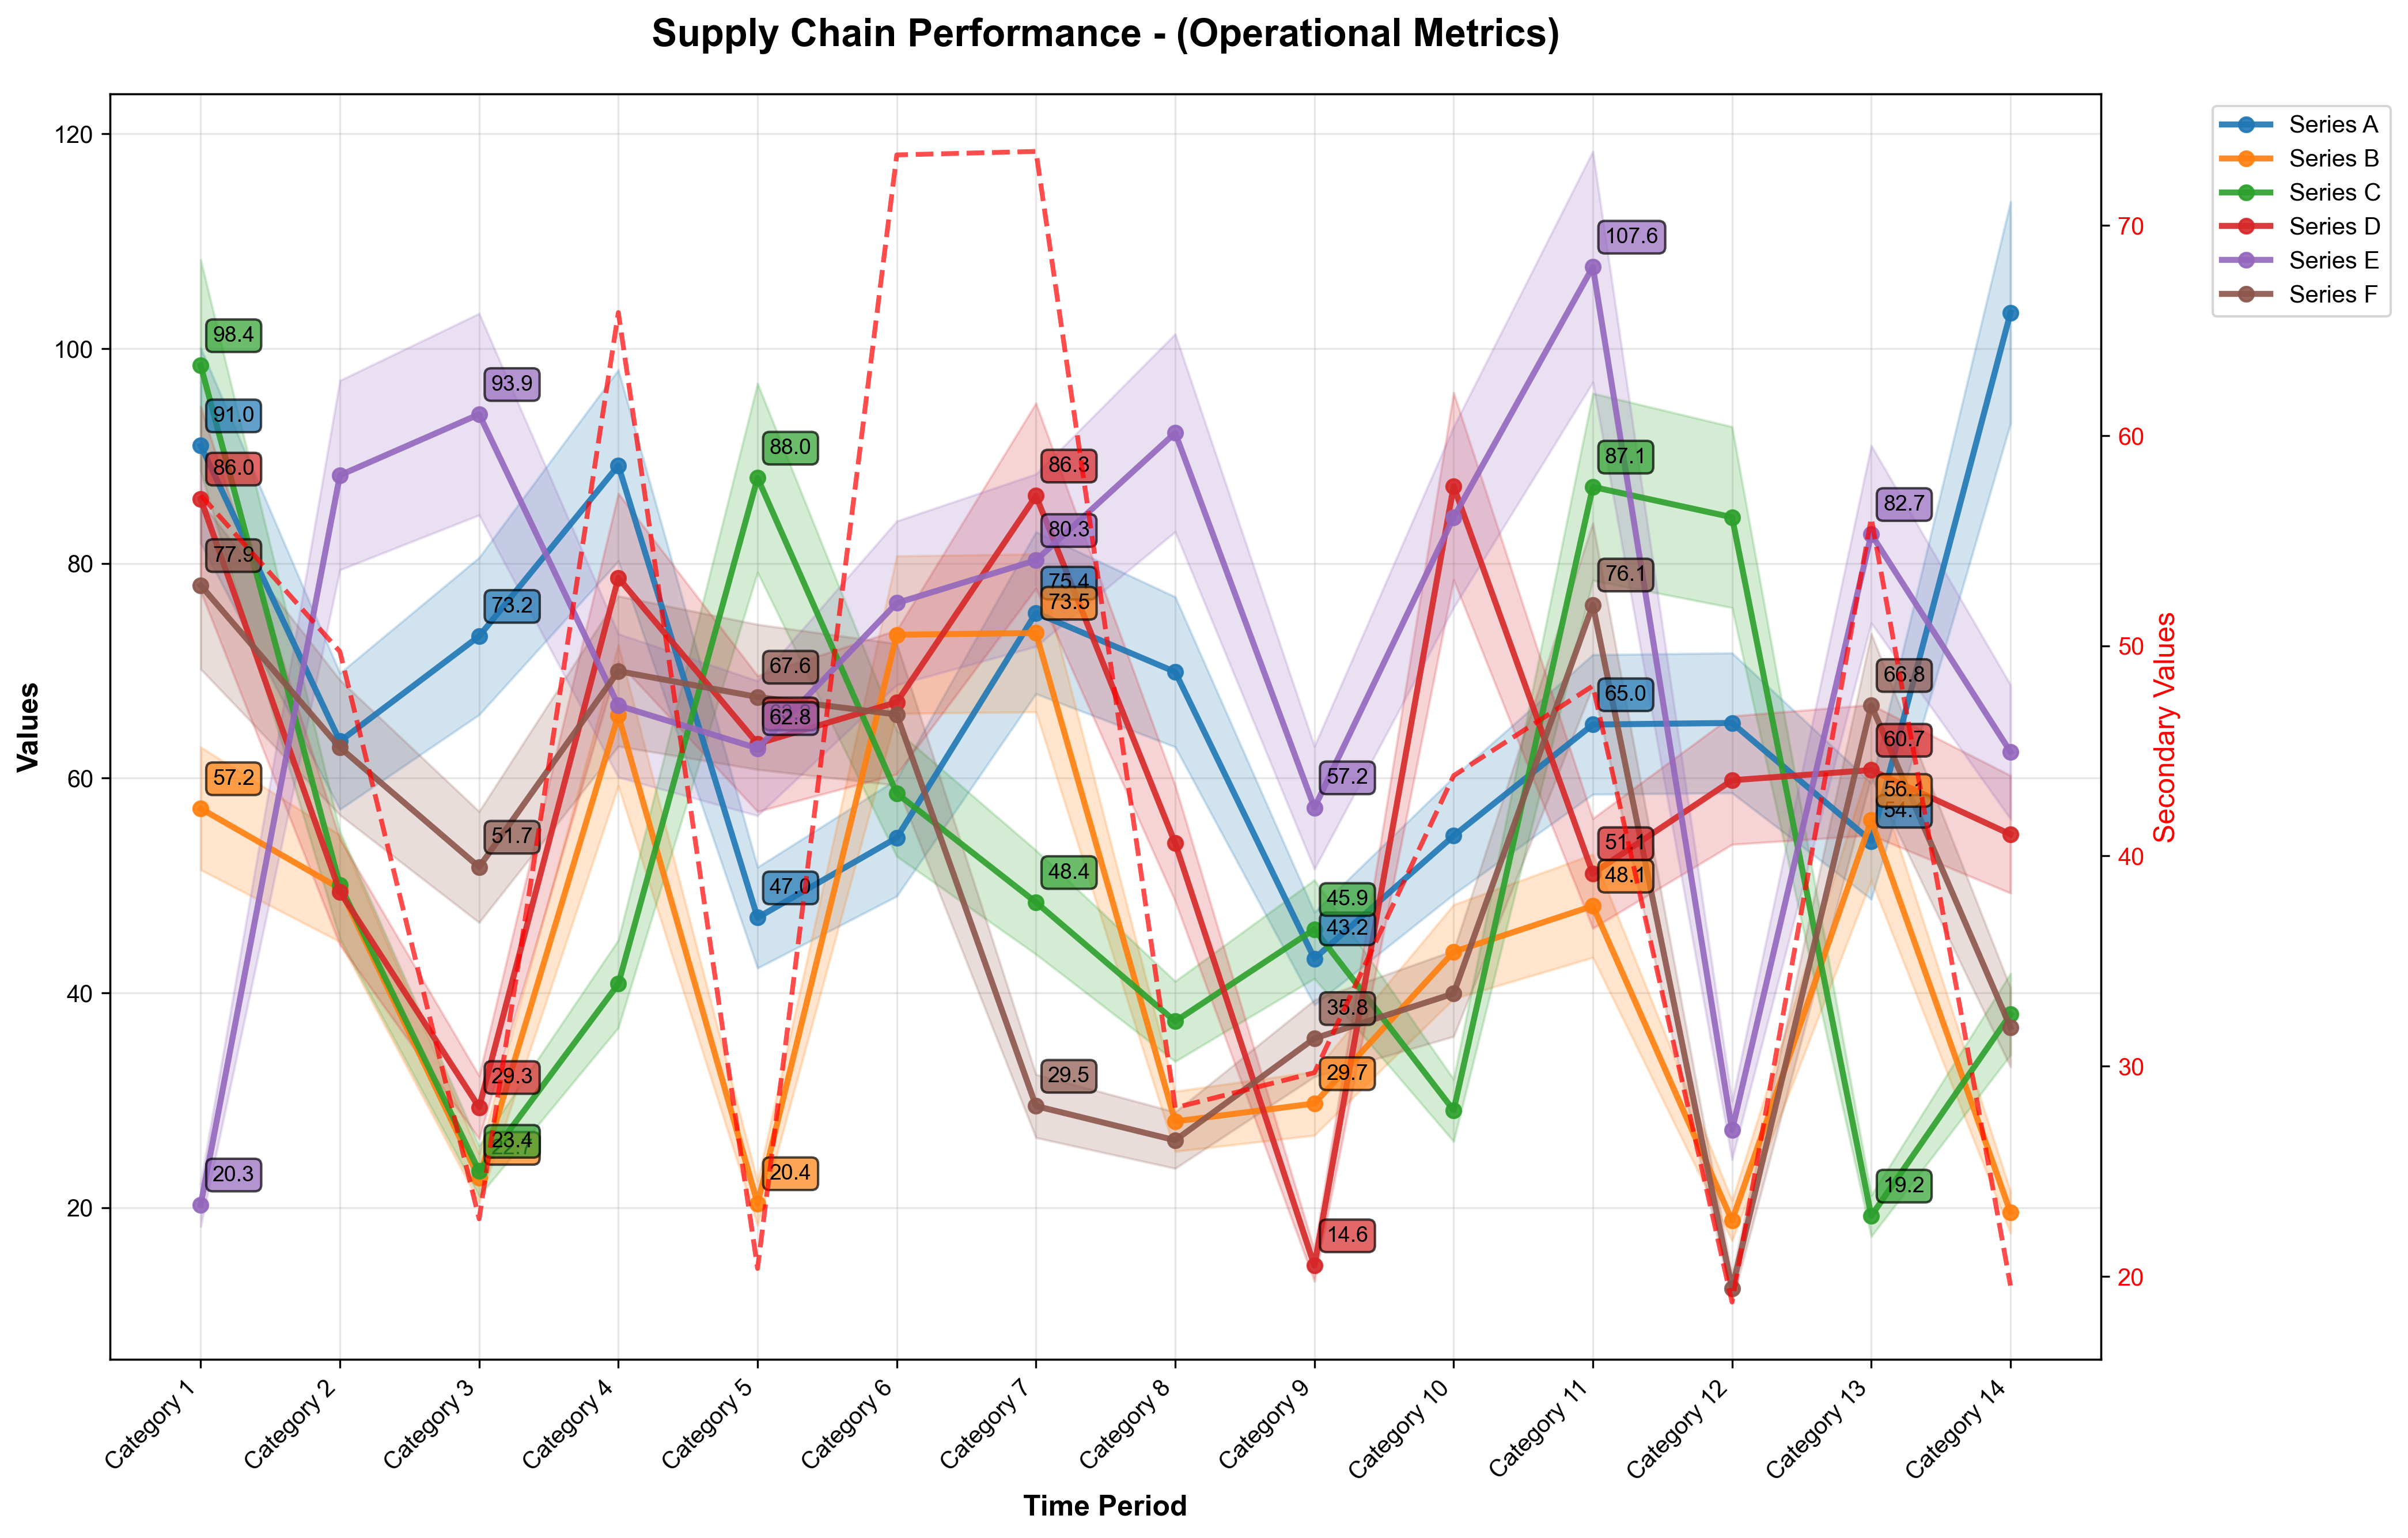 Supply Chain Performance - (Operational Metrics)
Values
120
100
80
60
40
20
98.4
91.0
86.0
77.9
57.2
20.3
93.9
73.2
51.7
29.3
23.4
22.7
88.0
67.6
62.8
47.0
20.4
86.3
80.3
75.4
73.5
48.4
29.5
57.2
45.9
43.2
35.8
29.7
14.6
107.6
87.1
76.1
65.0
51.1
48.1
82.7
66.8
60.7
56.1
54.1
19.2
70
60
50
40
30
20
Secondary Values
Series A
Series B
Series C
Series D
Series E
Series F
Category 1
Category 2
Category 3
Category 4
Category 5
Category 6
Category 7
Category 8
Category 9
Category 10
Category 11
Category 12
Category 13
Category 14
Time Period